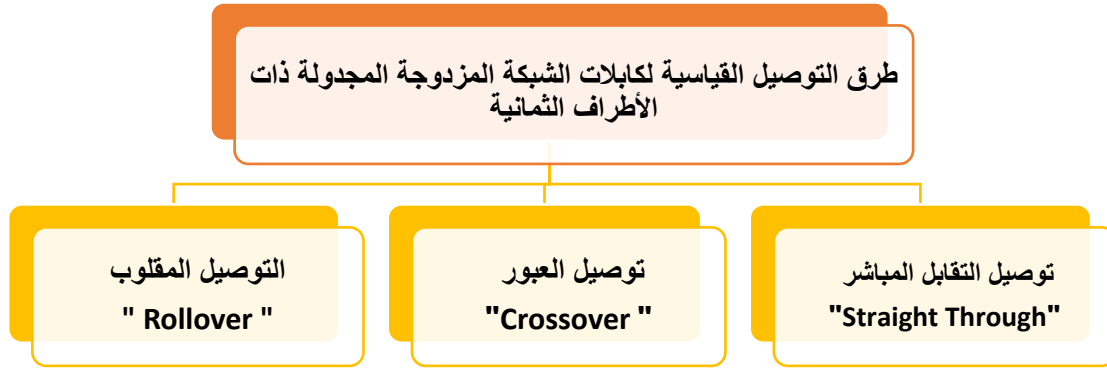 طرق التوصيل القياسية لكابلات الشبكة المزدوجة المجدولة ذات
الأطراف الثمانية
توصيل التقابل المباشر
"Straight Through"
توصيل العبور
"Crossover "
التوصيل المقلوب
" Rollover "